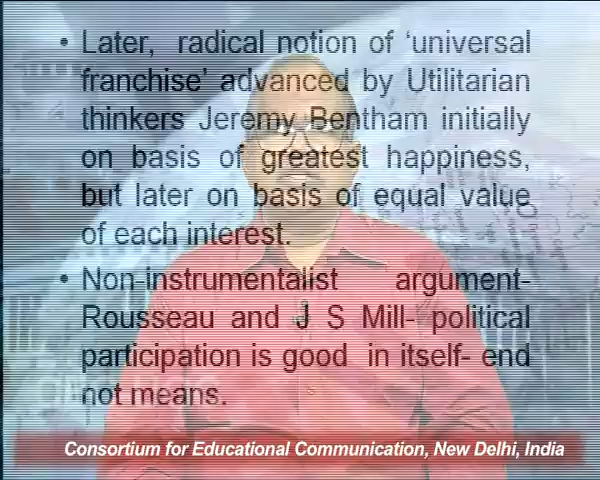 • Later, radical notion of ‘universal
franchise’ advanced by Utilitarian
thinkers Jeremy Bentham initially
on basis of greatest happiness,
but later on basis of equal value
of each interest.
• Non-instrumentalist argument-
Rousseau and J S Mill- political
participation is good in itself- end
not means.
Consortium for Educational Communication, New Delhi, India